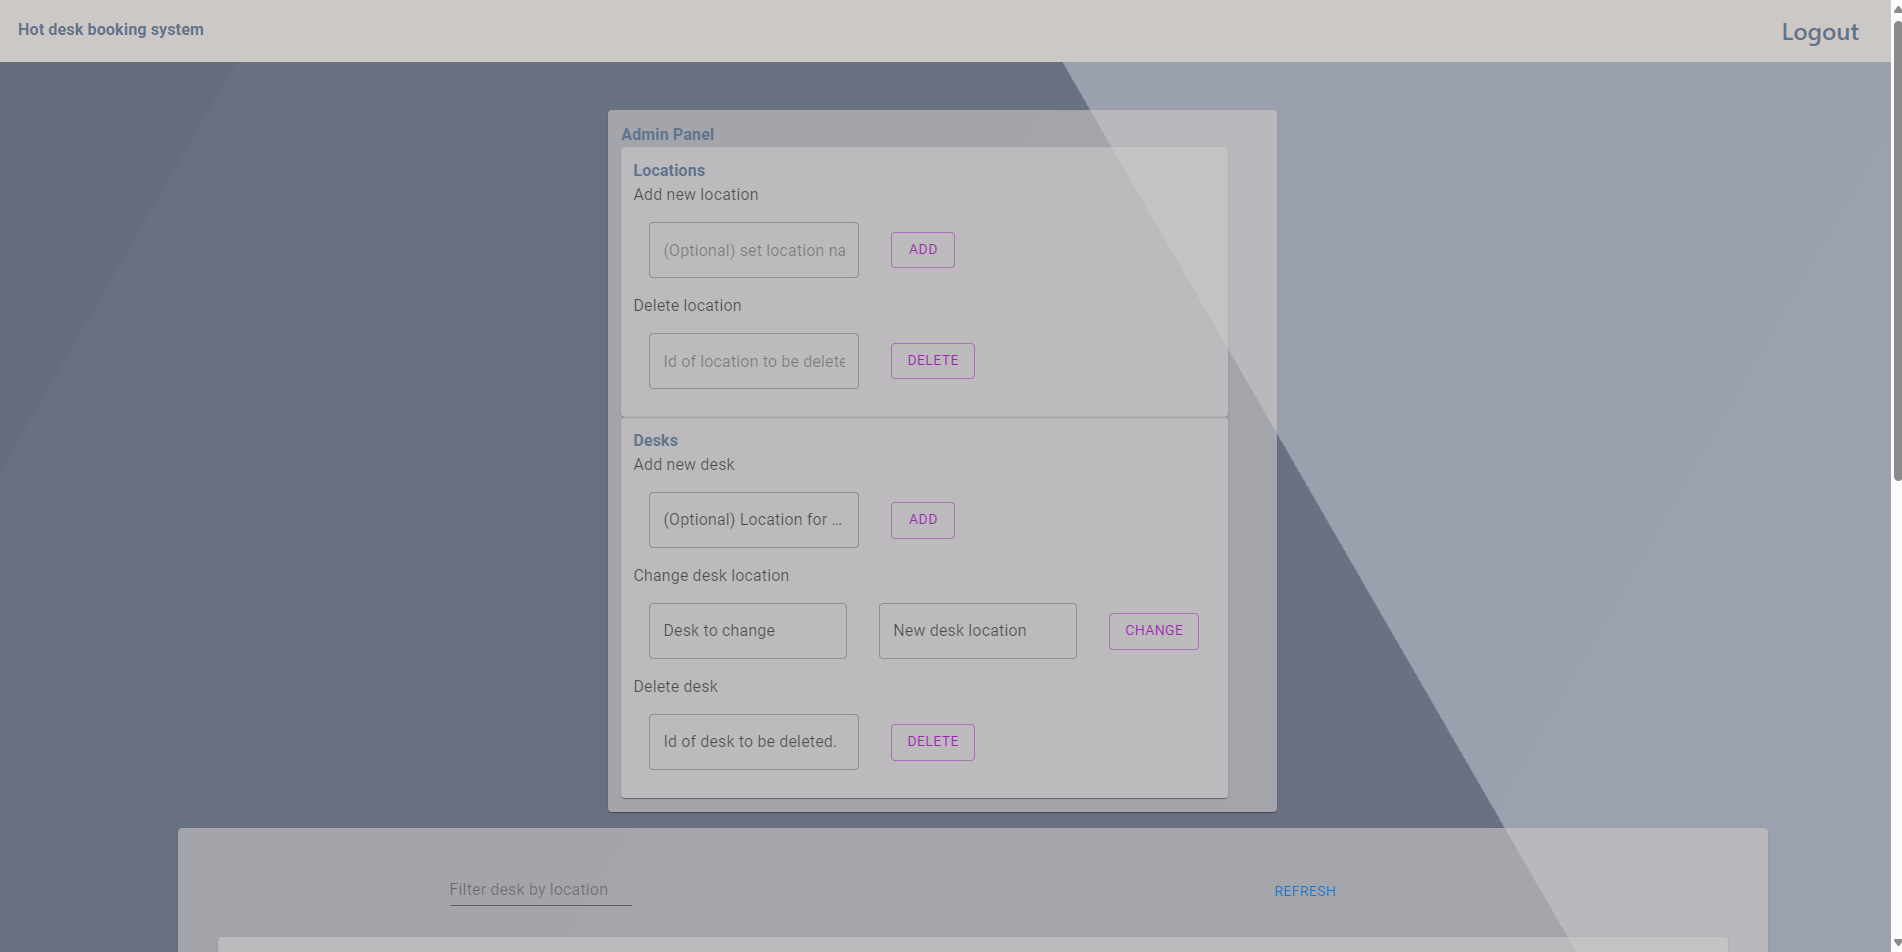 Hot desk booking system
Logout
Admin Panel
Locations
Add new location
(Optional) set location na
ADD
Delete location
Id of location to be delete
DELETE
Desks
Add new desk
(Optional) Location for ...
ADD
Change desk location
Desk to change
New desk location
CHANGE
Delete desk
Id of desk to be deleted.
DELETE
Filter desk by location
REFRESH